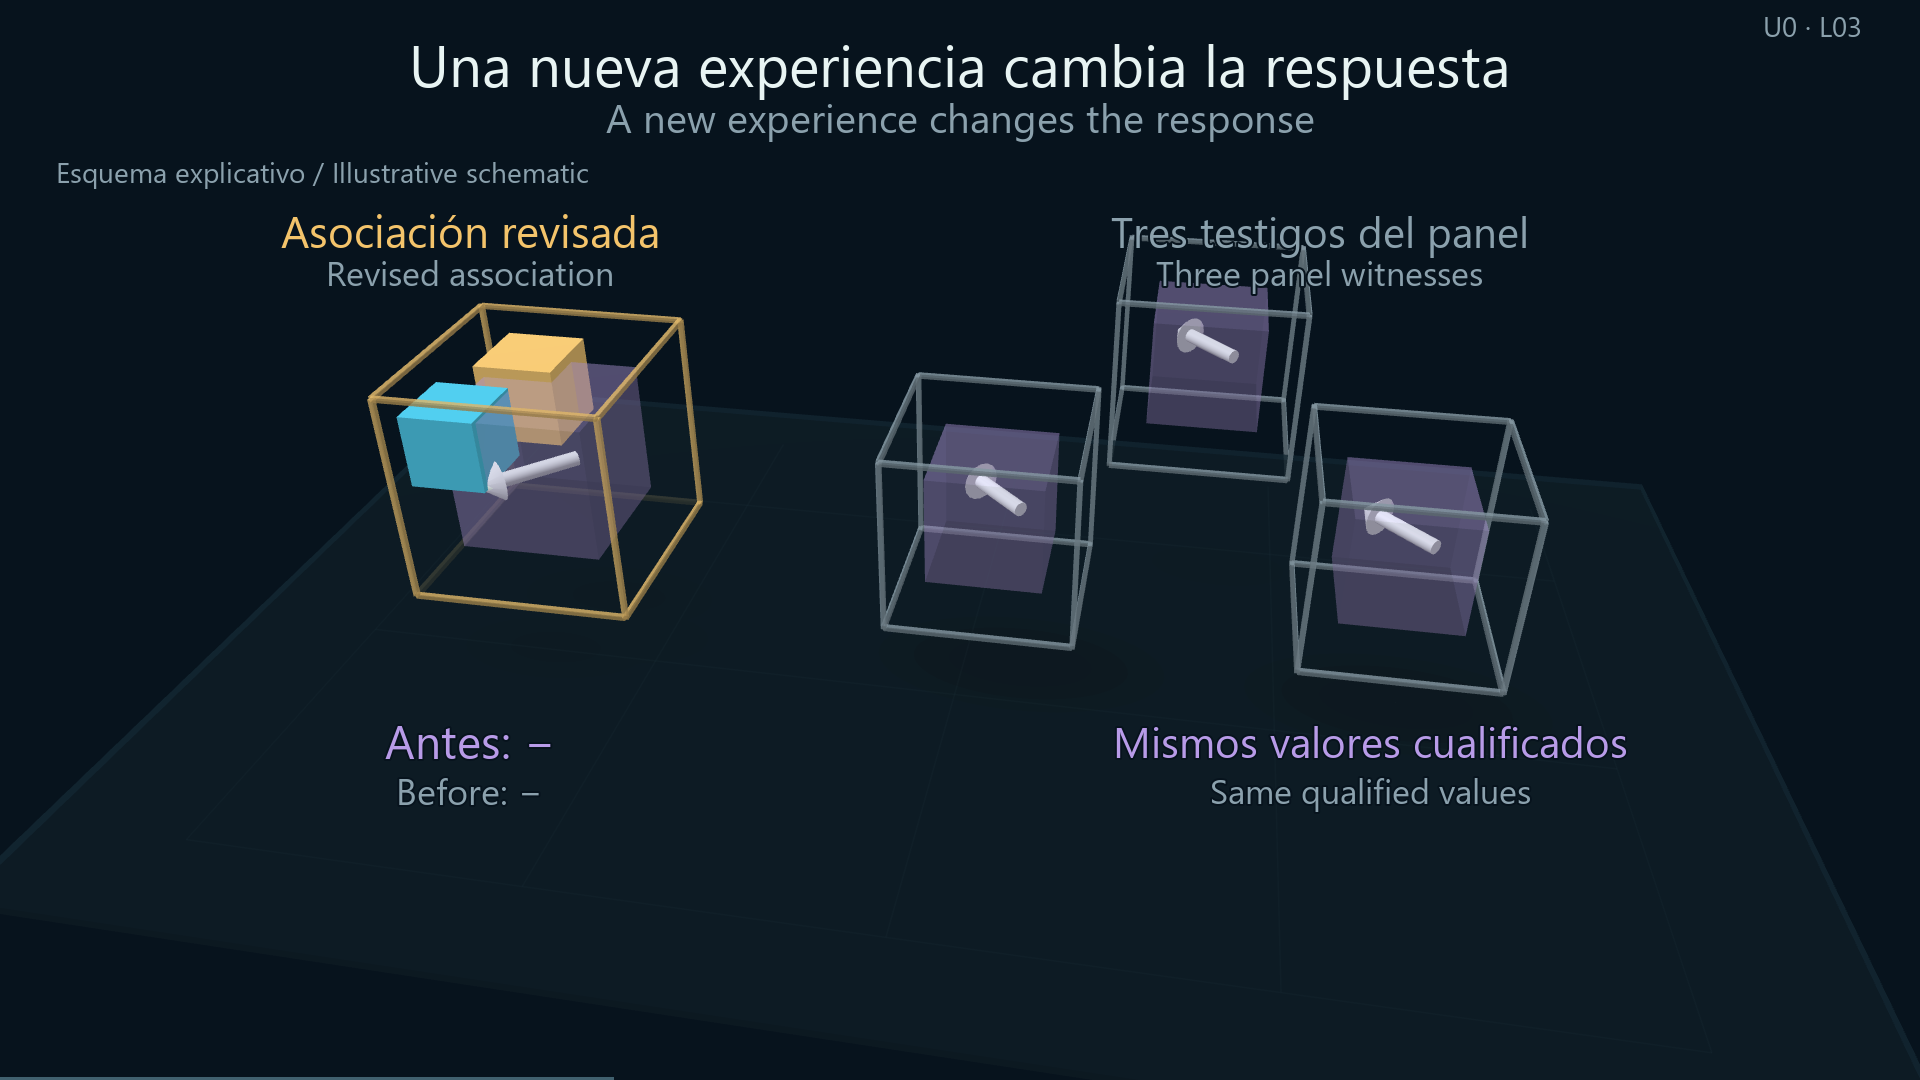 U0 · L03
Una nueva experiencia cambia la respuesta
A new experience changes the response
Esquema explicativo / Illustrative schematic
Asociación revisada
Revised association
Tres testigos del panel
Three panel witnesses
Antes: –
Before: –
Mismos valores cualificados
Same qualified values